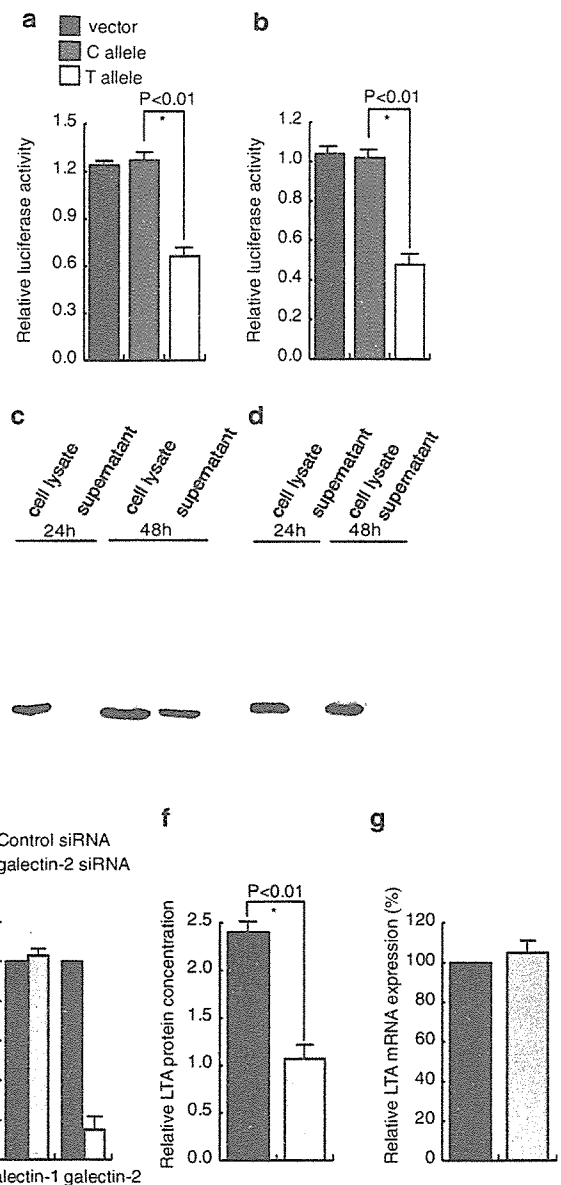 a
vector
C allele
T allele
P<0.01
*
1.5
1.2
0.9
0.6
0.3
0.0
Relative luciferase activity
b
P<0.01
*
1.2
1.0
0.8
0.6
0.4
0.2
0.0
Relative luciferase activity
c
cell lysate
supernatant
cell lysate
supernatant
24h
48h
d
cell lysate
supernatant
cell lysate
supernatant
24h
48h
Control siRNA
galectin-2 siRNA
alectin-1 galectin-2
f
P<0.01
*
2.5
2.0
1.5
1.0
0.5
0.0
Relative LTA protein concentration
g
120
100
80
60
40
20
0
Relative LTA mRNA expression (%)